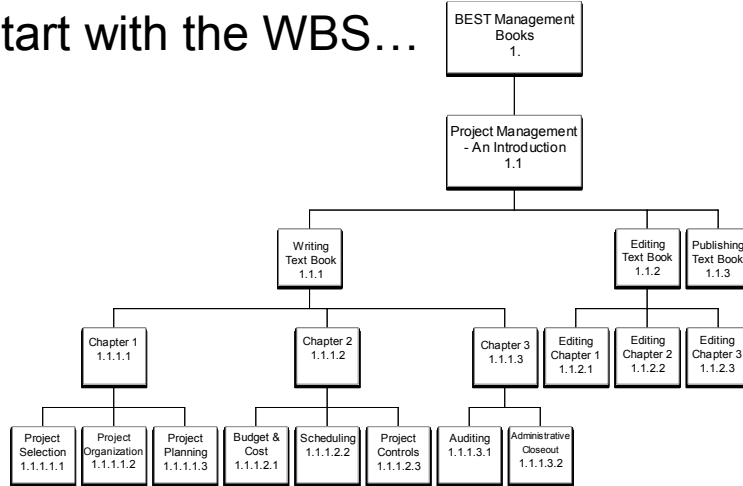 tart with the WBS…
BEST Management
Books
1.
Project Management
- An Introduction
1.1
Writing
Text Book
1.1.1
Editing
Text Book
1.1.2
Publishing
Text Book
1.1.3
Chapter 1
1.1.1.1
Chapter 2
1.1.1.2
Chapter 3
1.1.1.3
Editing
Chapter 1
1.1.2.1
Editing
Chapter 2
1.1.2.2
Editing
Chapter 3
1.1.2.3
Project
Selection
1.1.1.1.1
Project
Organization
1.1.1.1.2
Project
Planning
1.1.1.1.3
Budget &
Cost
1.1.1.2.1
Scheduling
1.1.1.2.2
Project
Controls
1.1.1.2.3
Auditing
1.1.1.3.1
Administrative
Closeout
1.1.1.3.2